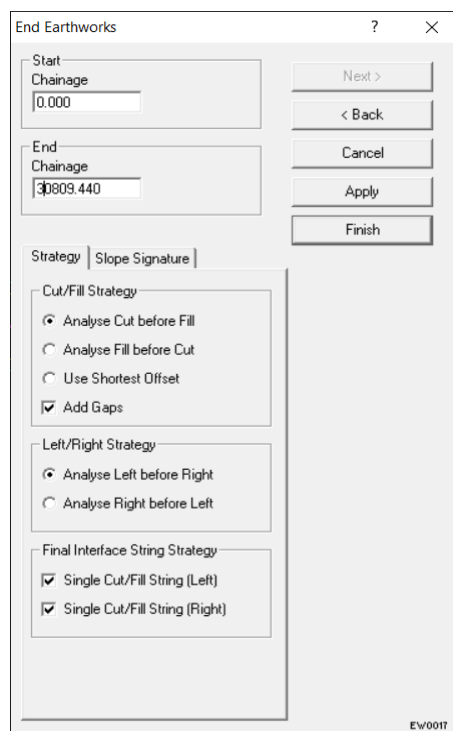 End Earthworks
?
Start
Chainage
0.000
End
Chainage
30809.440
Next >
< Back
Cancel
Apply
Finish
Strategy
Slope Signature
Cut/Fill Strategy
Analyse Cut before Fill
Analyse Fill before Cut
Use Shortest Offset
Add Gaps
Left/Right Strategy
Analyse Left before Right
Analyse Right before Left
Final Interface String Strategy
Single Cut/Fill String (Left)
Single Cut/Fill String (Right)
EW0017